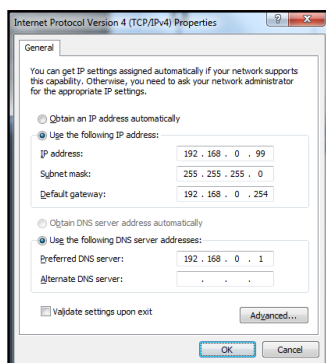 Internet Protocol Version 4 (TCP/IPv4) Properties
General
You can get IP settings assigned automatically if your network supports
this capability. Otherwise, you need to ask your network administrator
for the appropriate IP settings.
Obtain an IP address automatically
Use the following IP address:
IP address: 192 . 168 . 0 . 99
Subnet mask: 255 . 255 . 255 . 0
Default gateway: 192 . 168 . 0 . 254
Obtain DNS server address automatically
Use the following DNS server addresses:
Preferred DNS server: 192 . 168 . 0 . 1
Alternate DNS server: . . .
Validate settings upon exit
Advanced...
OK Cancel